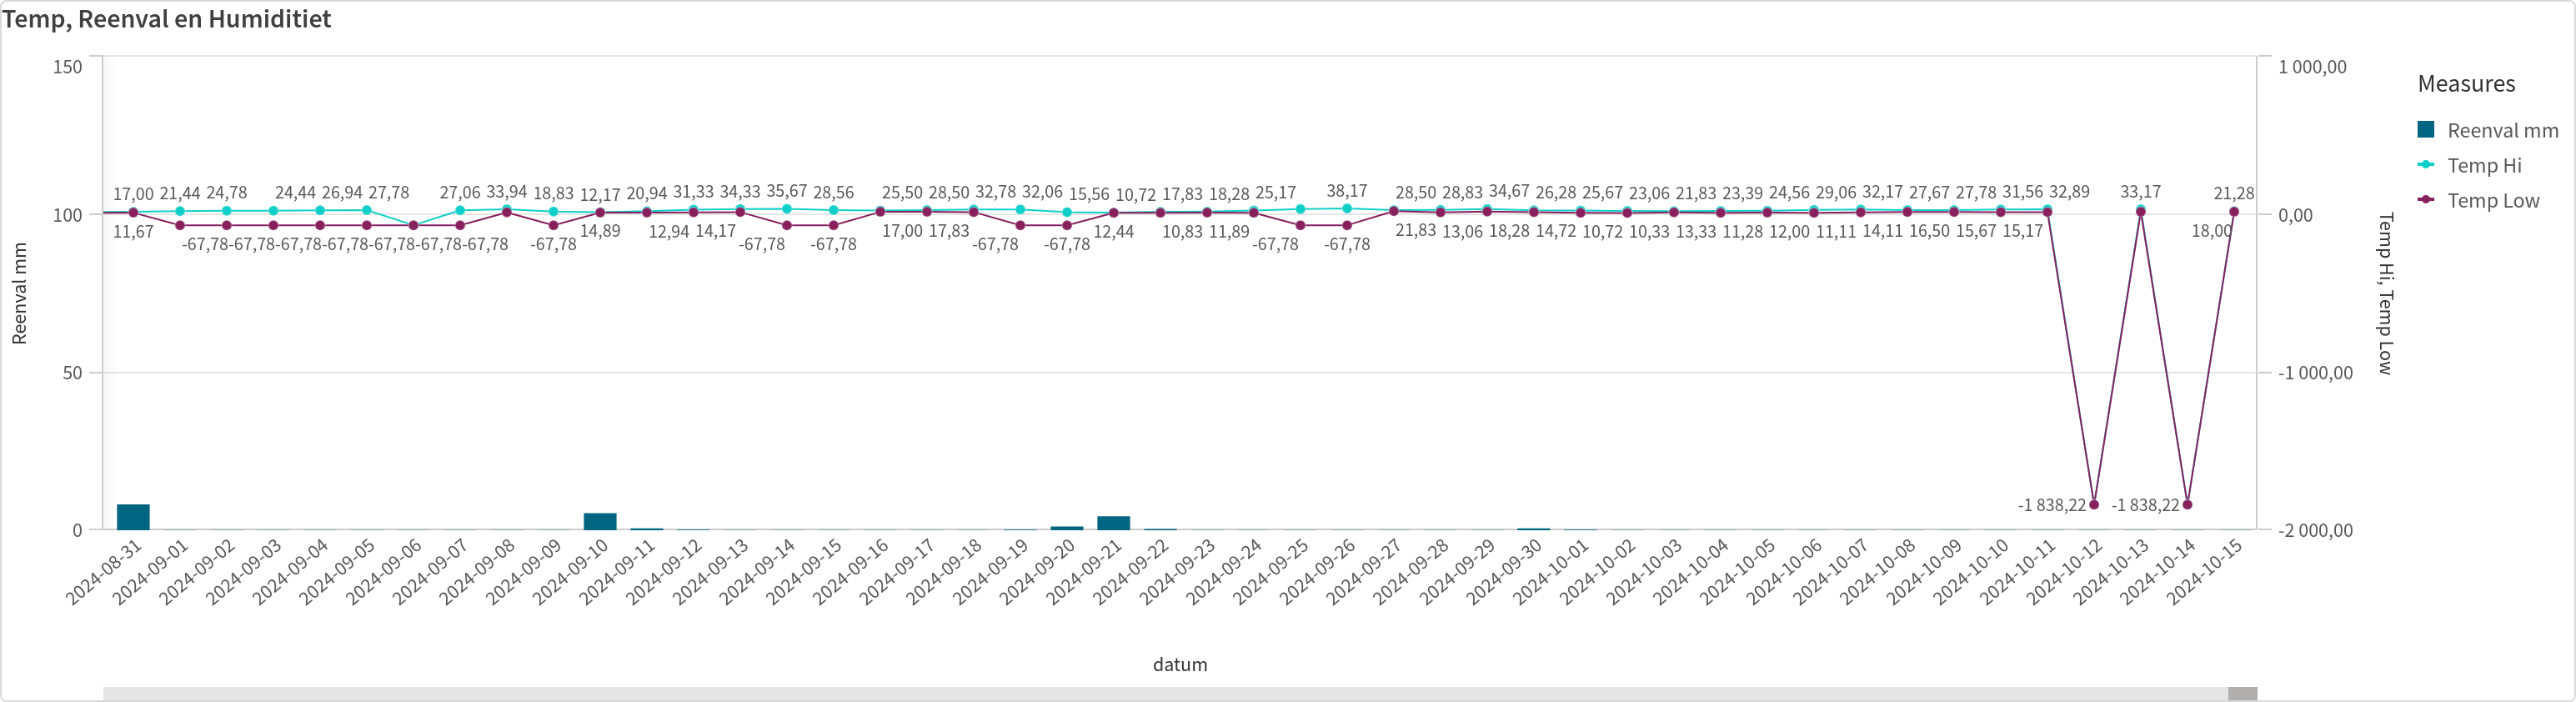 Temp, Reenval en Humiditiet
150
100
50
0
Reenval mm
1 000,00
0,00
-1 000,00
-2 000,00
Temp Hi, Temp Low
Measures
Reenval mm
Temp Hi
Temp Low
17,00 21,44 24,78 24,44 26,94 27,78 27,06 33,94 18,83 12,17 20,94 31,33 34,33 35,67 28,56 25,50 28,50 32,78 32,06 15,56 10,72 17,83 18,28 25,17 38,17 28,50 28,83 34,67 26,28 25,67 23,06 21,83 23,39 24,56 29,06 32,17 27,67 27,78 31,56 32,89 33,17 21,28
11,67 -67,78 -67,78 -67,78 -67,78 -67,78 -67,78 -67,78 -67,78 14,89 12,94 14,17 -67,78 -67,78 17,00 17,83 -67,78 -67,78 12,44 10,83 11,89 -67,78 -67,78 21,83 13,06 18,28 14,72 10,72 10,33 13,33 11,28 12,00 11,11 14,11 16,50 15,67 15,17 18,00
-1 838,22 -1 838,22
2024-08-31 2024-09-01 2024-09-02 2024-09-03 2024-09-04 2024-09-05 2024-09-06 2024-09-07 2024-09-08 2024-09-09 2024-09-10 2024-09-11 2024-09-12 2024-09-13 2024-09-14 2024-09-15 2024-09-16 2024-09-17 2024-09-18 2024-09-19 2024-09-20 2024-09-21 2024-09-22 2024-09-23 2024-09-24 2024-09-25 2024-09-26 2024-09-27 2024-09-28 2024-09-29 2024-09-30 2024-10-01 2024-10-02 2024-10-03 2024-10-04 2024-10-05 2024-10-06 2024-10-07 2024-10-08 2024-10-09 2024-10-10 2024-10-11 2024-10-12 2024-10-13 2024-10-14 2024-10-15
datum